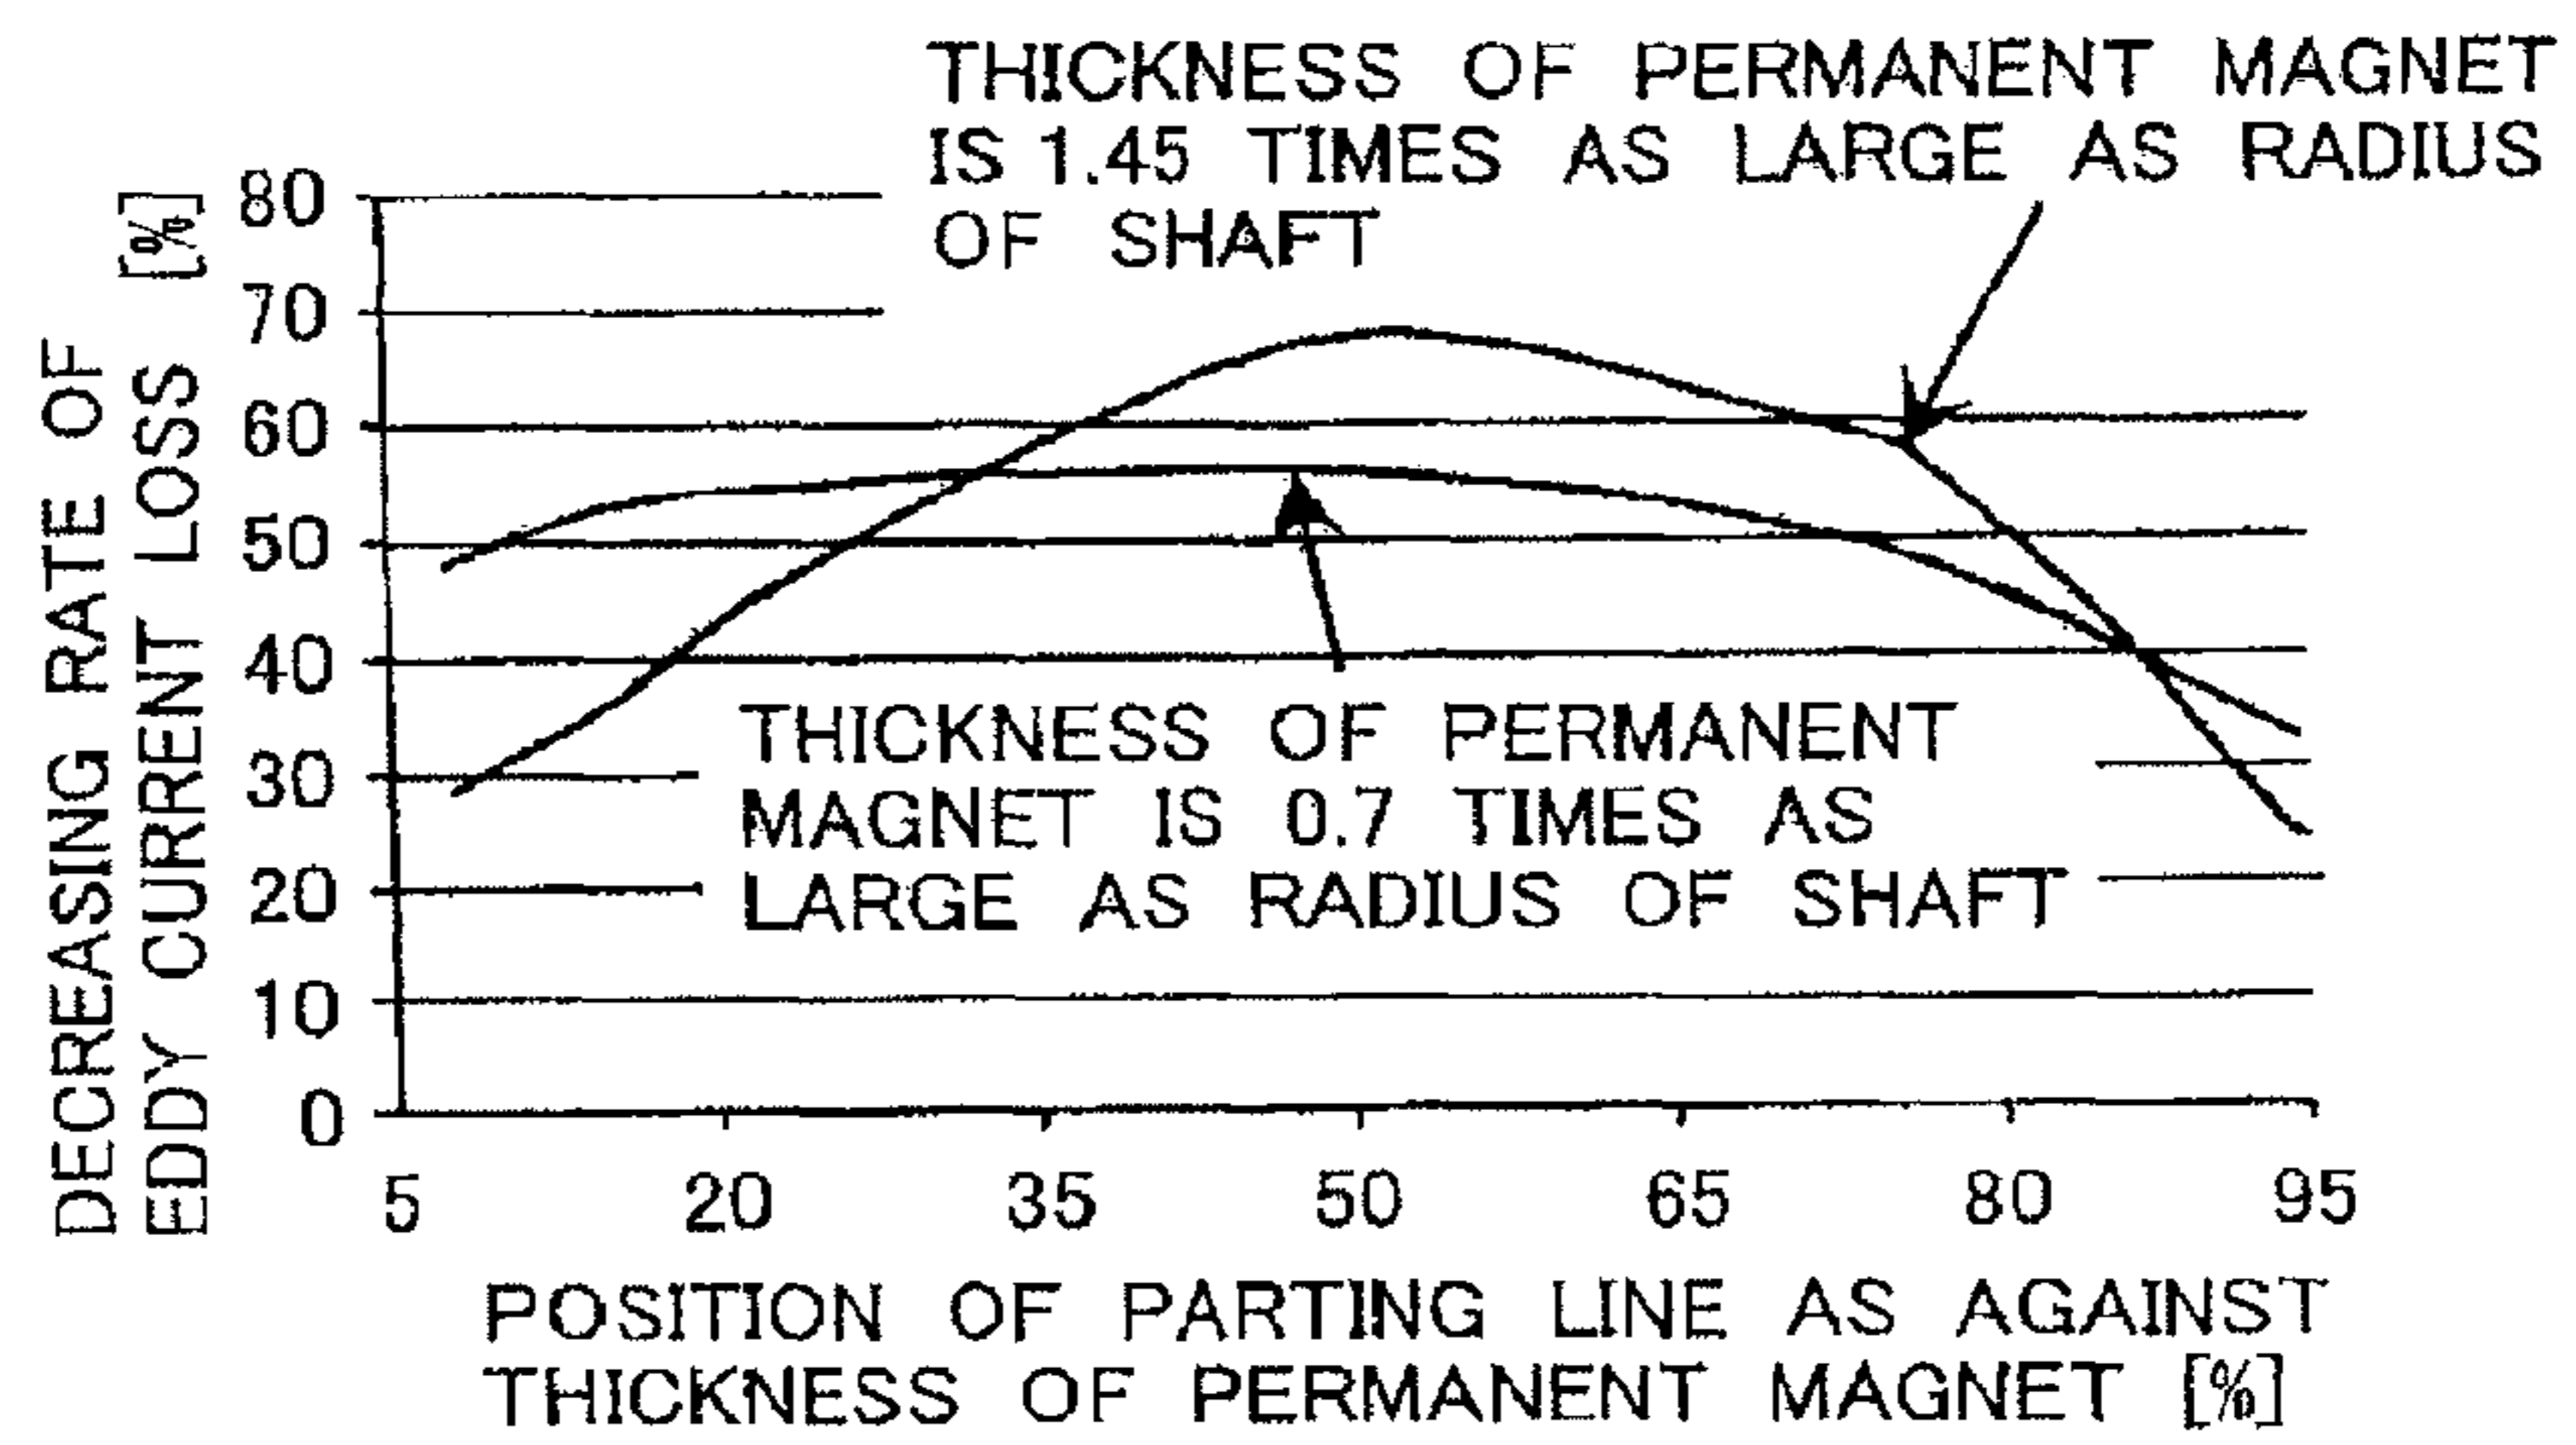 THICKNESS OF PERMANENT MAGNET
IS 1.45 TIMES AS LARGE AS RADIUS
OF SHAFT
DECREASING RATE OF
EDDY CURRENT LOSS [%]
80
70
60
50
40
30
20
10
0
THICKNESS OF PERMANENT
MAGNET IS 0.7 TIMES AS
LARGE AS RADIUS OF SHAFT
5 20 35 50 65 80 95
POSITION OF PARTING LINE AS AGAINST
THICKNESS OF PERMANENT MAGNET [%]